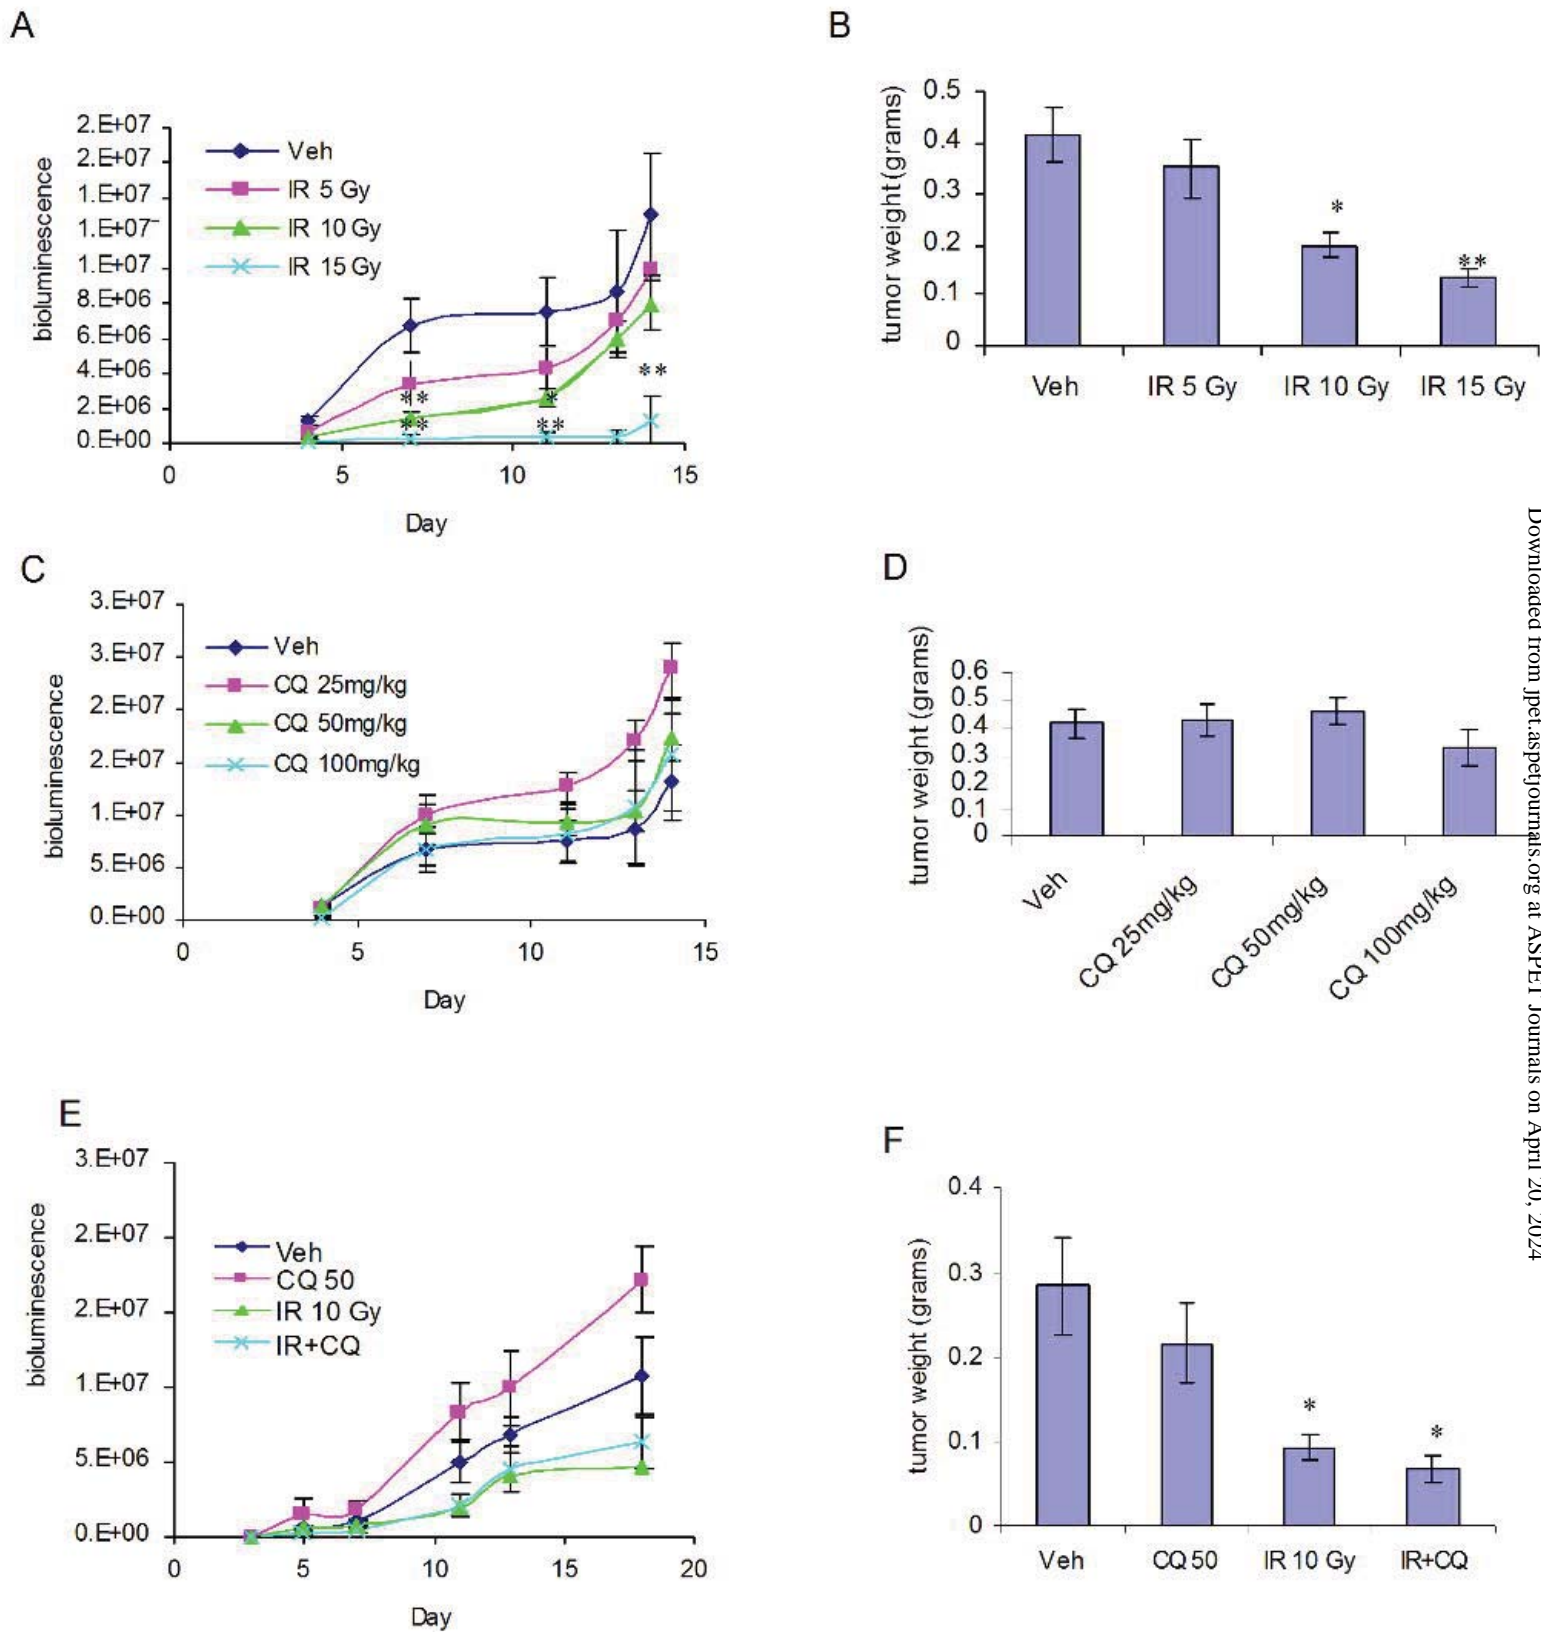 A
2.E+07
2.E+07
1.E+07
1.E+07
1.E+07
8.E+06
6.E+06
4.E+06
2.E+06
0.E+00
bioluminescence
Veh
IR 5 Gy
IR 10 Gy
IR 15 Gy
**
**
**
*
**
0 5 10 15
Day
B
0.5
0.4
0.3
0.2
0.1
0
tumor weight (grams)
*
**
Veh IR 5 Gy IR 10 Gy IR 15 Gy
C
3.E+07
3.E+07
2.E+07
2.E+07
1.E+07
5.E+06
0.E+00
bioluminescence
Veh
CQ 25mg/kg
CQ 50mg/kg
CQ 100mg/kg
0 5 10 15
Day
D
0.6
0.5
0.4
0.3
0.2
0.1
0
tumor weight (grams)
Veh
CQ 25mg/kg
CQ 50mg/kg
CQ 100mg/kg
E
3.E+07
2.E+07
2.E+07
1.E+07
5.E+06
0.E+00
bioluminescence
Veh
CQ 50
IR 10 Gy
IR+CQ
0 5 10 15 20
Day
F
0.4
0.3
0.2
0.1
0
tumor weight (grams)
*
*
Veh CQ 50 IR 10 Gy IR+CQ
Downloaded from jpet.aspetjournals.org at ASPET Journals on April 20, 2024